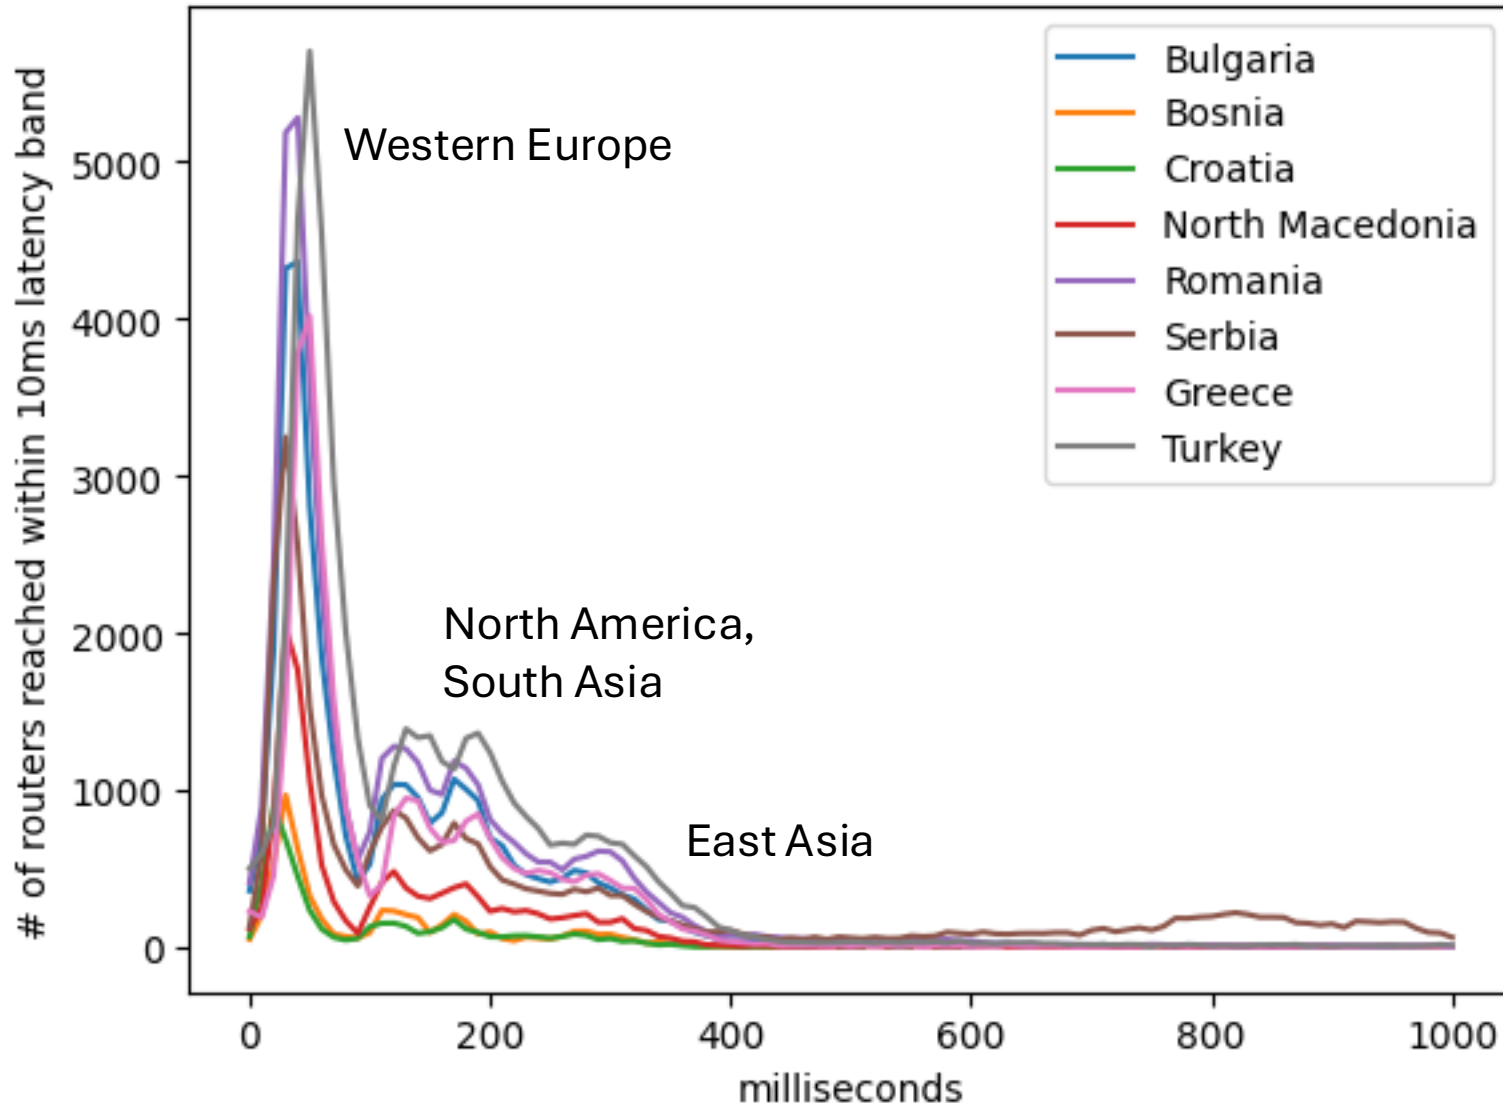 # of routers reached within 10ms latency band
5000
4000
3000
2000
1000
0
Western Europe
North America,
South Asia
East Asia
Bulgaria
Bosnia
Croatia
North Macedonia
Romania
Serbia
Greece
Turkey
0 200 400 600 800 1000
milliseconds